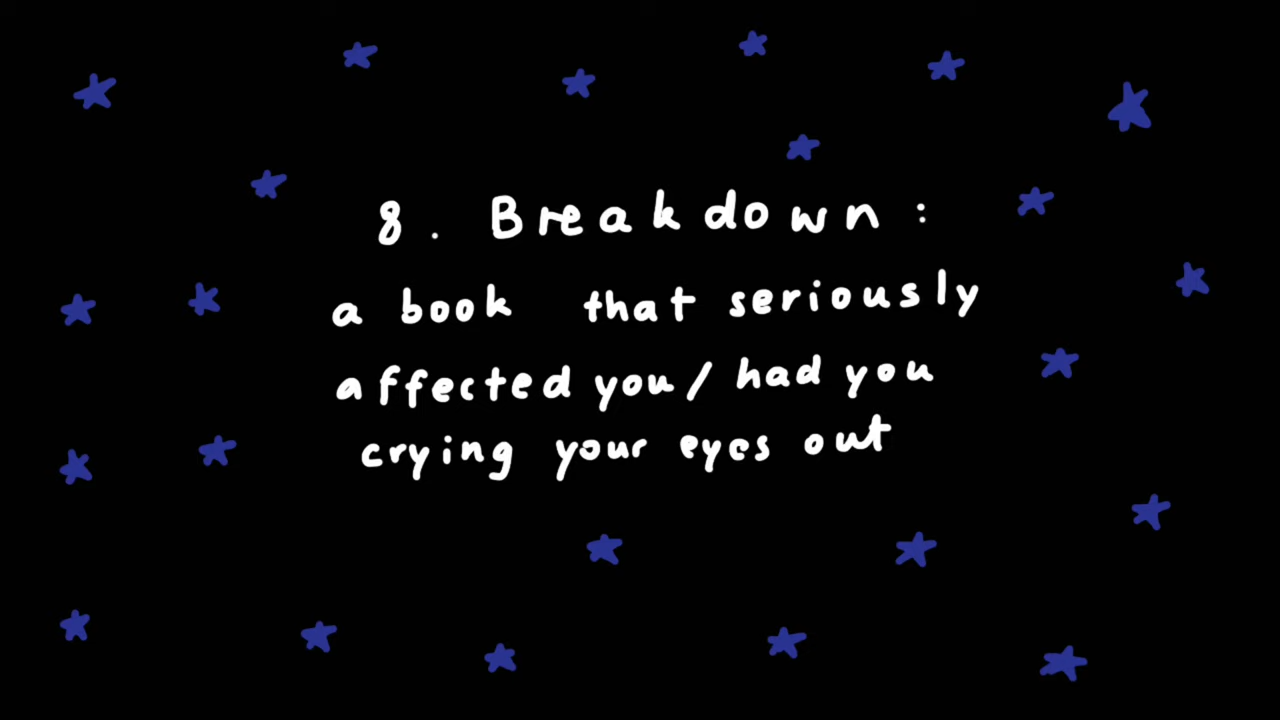 8. Breakdown:
a book that seriously
affected you/had you
crying your eyes out